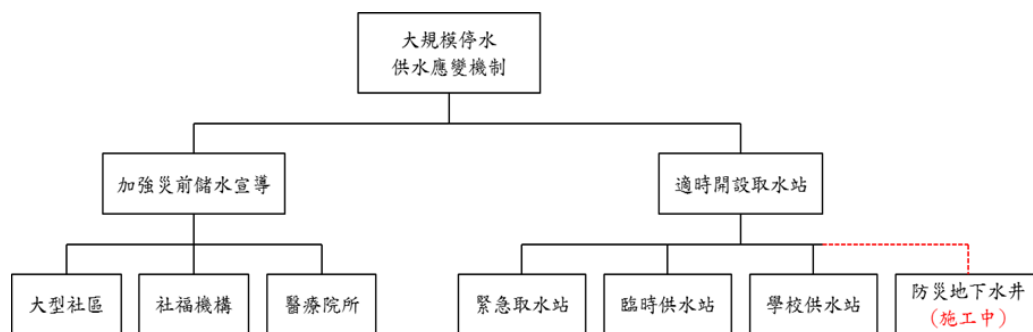 大規模停水
供水應變機制
加強災前儲水宣導
適時開設取水站
大型社區
社福機構
醫療院所
緊急取水站
臨時供水站
學校供水站
防災地下水井
(施工中)